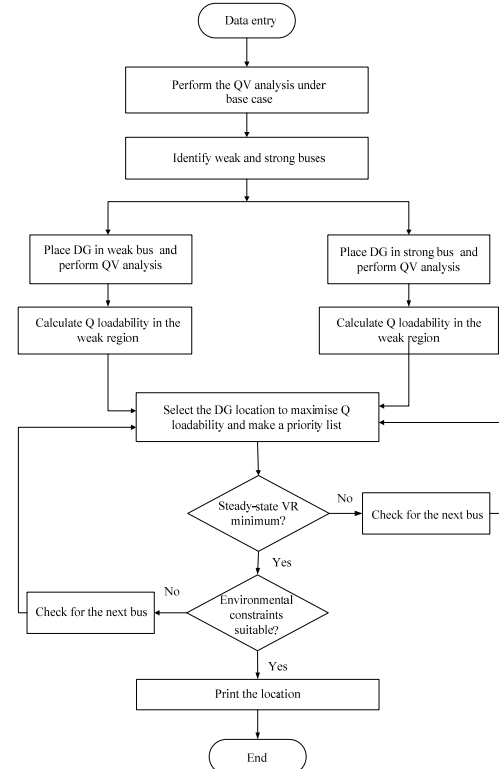 Data entry
Perform the QV analysis under
base case
Identify weak and strong buses
Place DG in weak bus and
perform QV analysis
Place DG in strong bus and
perform QV analysis
Calculate Q loadability in the
weak region
Calculate Q loadability in the
weak region
Select the DG location to maximise Q
loadability and make a priority list
Steady-state VR
minimum?
No
Check for the next bus
Yes
Environmental
constraints
suitable?
No
Check for the next bus
Yes
Print the location
End